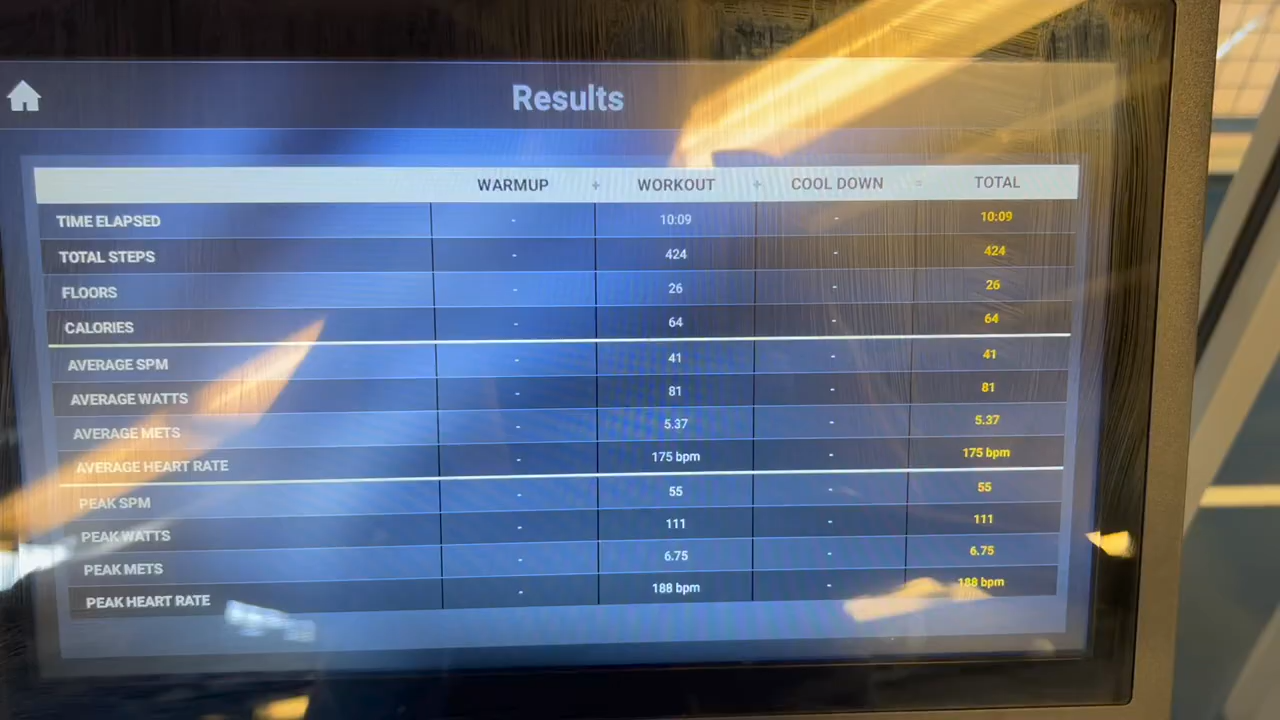 Results
WARMUP + WORKOUT + COOL DOWN = TOTAL
TIME ELAPSED - 10:09 - 10:09
TOTAL STEPS - 424 - 424
FLOORS - 26 - 26
CALORIES - 64 - 64
AVERAGE SPM - 41 - 41
AVERAGE WATTS - 81 - 81
AVERAGE METS - 5.37 - 5.37
AVERAGE HEART RATE - 175 bpm - 175 bpm
PEAK SPM - 55 - 55
PEAK WATTS - 111 - 111
PEAK METS - 6.75 - 6.75
PEAK HEART RATE - 188 bpm - 188 bpm